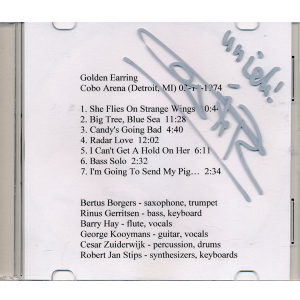 Golden Earring
Cobo Arena (Detroit, MI) 1974
1. She Flies On Strange Wings
2. Big Tree, Blue Sea 11:28
3. Candy's Going Bad 4:40
4. Radar Love 12:02
5. I Can't Get A Hold On Her 6:11
6. Bass Solo 2:32
7. I'm Going To Send My Pig... 2:34
Bertus Borgers - saxophone, trumpet
Rinus Gerritsen - bass, keyboard
Barry Hay - flute, vocals
George Kooymans - guitar, vocals
Cesar Zuiderwijk - percussion, drums
Robert Jan Stips - synthesizers, keyboards